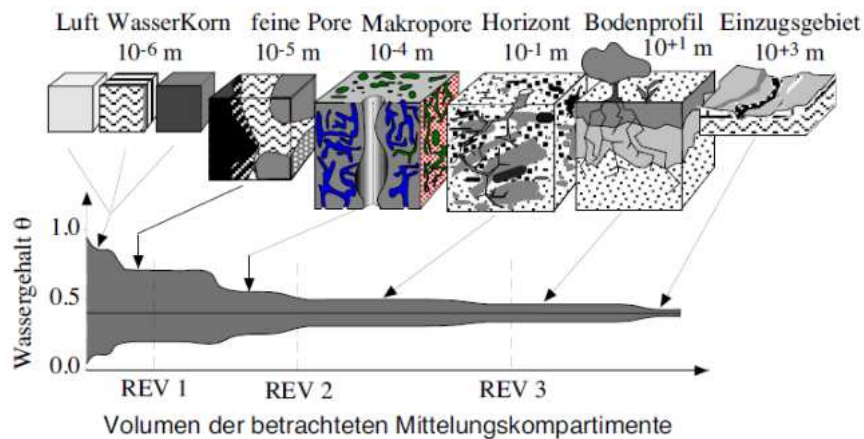 Luft WasserKorn feine Pore Makropore Horizont Bodenprofil Einzugsgebiet
10-6 m 10-5 m 10-4 m 10-1 m 10+1 m 10+3 m
1.0
0.5
0.0
Wassergehalt θ
REV 1 REV 2 REV 3
Volumen der betrachteten Mittelungskompartimente